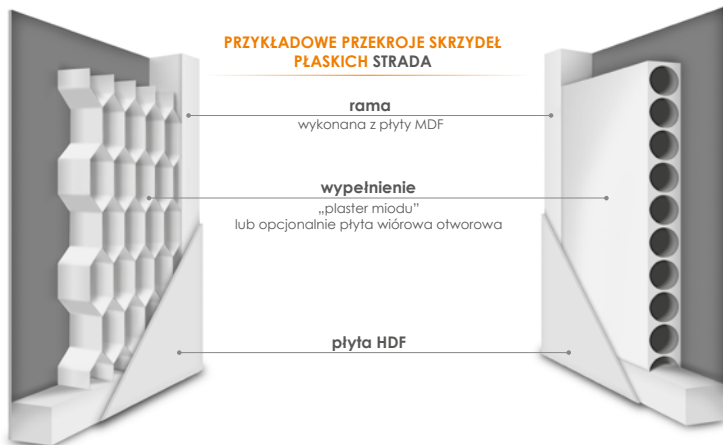 PRZYKŁADOWE PRZEKROJE SKRZYDEŁ
PŁASKICH STRADA
rama
wykonana z płyty MDF
wypełnienie
„plaster miodu”
lub opcjonalnie płyta wiórowa otworowa
płyta HDF